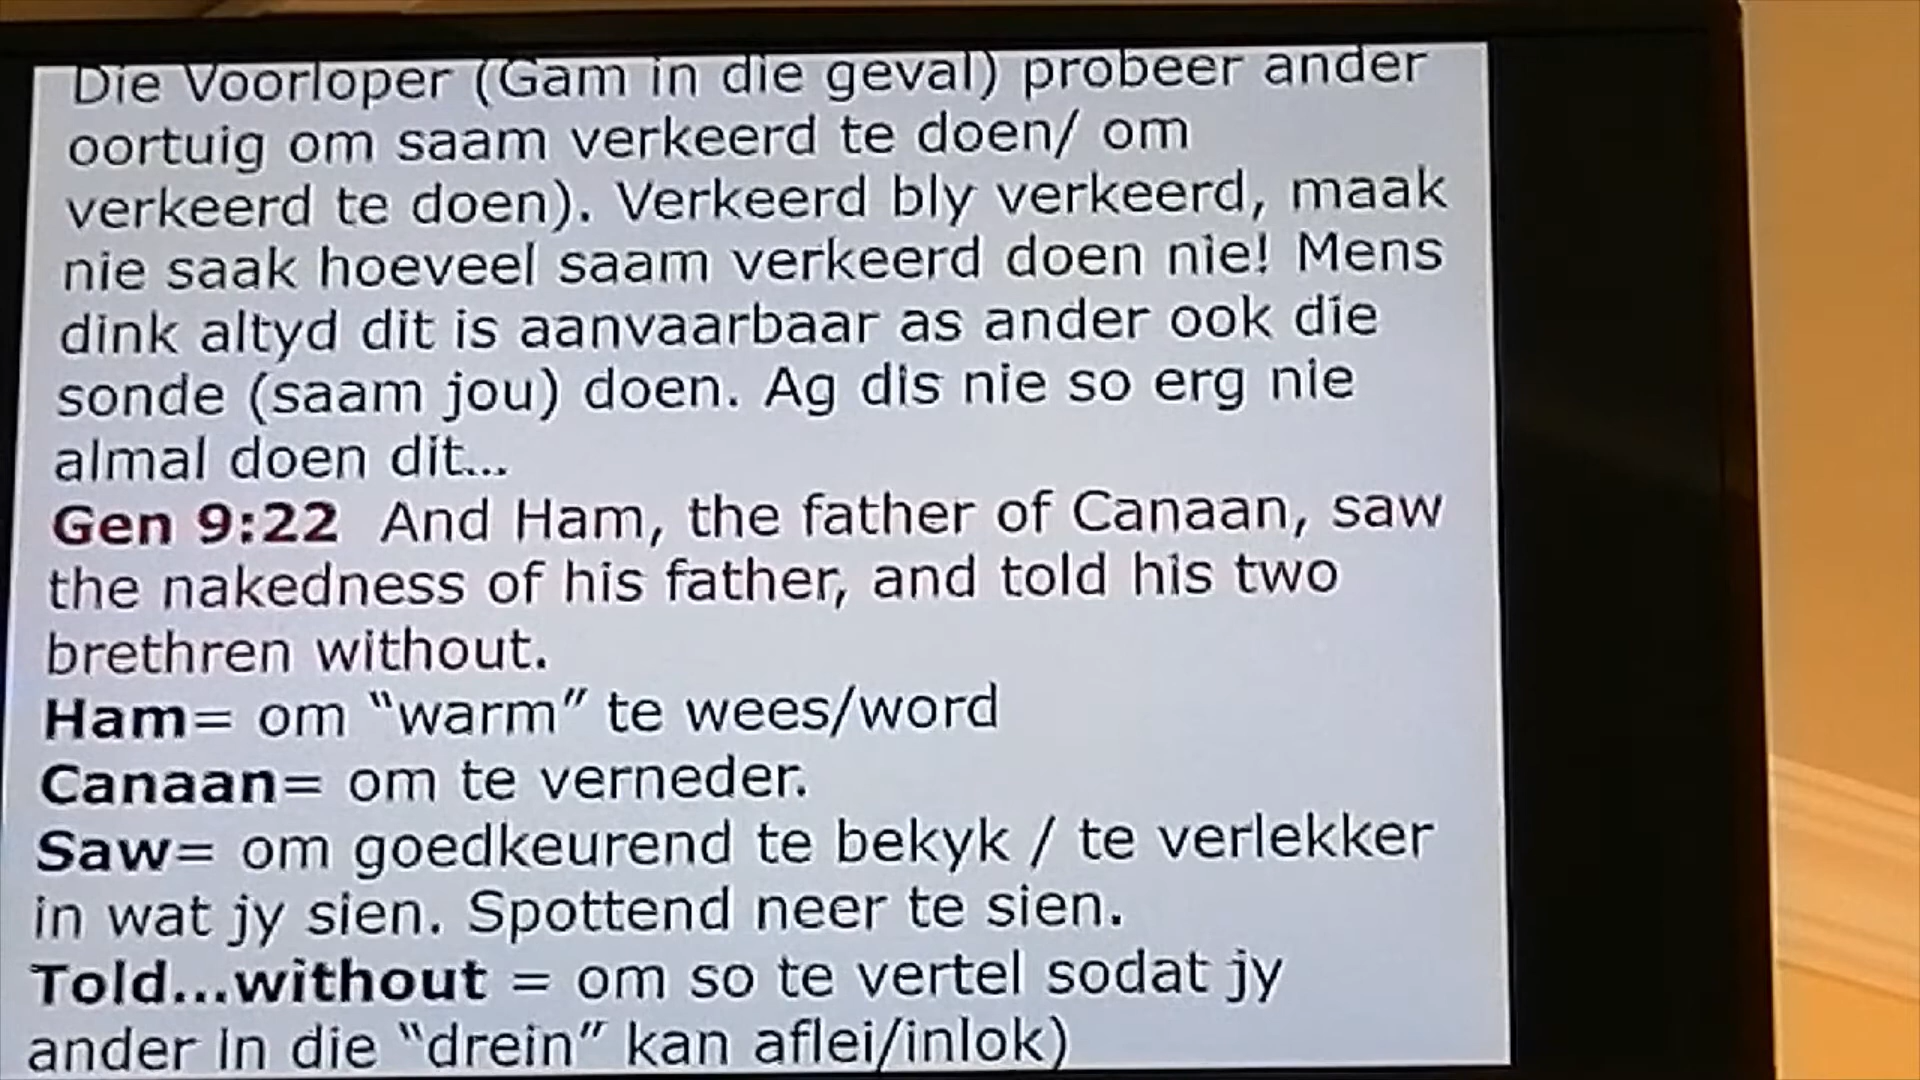 Die Voorloper (Gam in die geval) probeer ander
oortuig om saam verkeerd te doen/ om
verkeerd te doen). Verkeerd bly verkeerd, maak
nie saak hoeveel saam verkeerd doen nie! Mens
dink altyd dit is aanvaarbaar as ander ook die
sonde (saam jou) doen. Ag dis nie so erg nie
almal doen dit...
Gen 9:22 And Ham, the father of Canaan, saw
the nakedness of his father, and told his two
brethren without.
Ham= om “warm” te wees/word
Canaan= om te verneder.
Saw= om goedkeurend te bekyk / te verlekker
in wat jy sien. Spottend neer te sien.
Told...without = om so te vertel sodat jy
ander in die “drein” kan aflei/inlok)